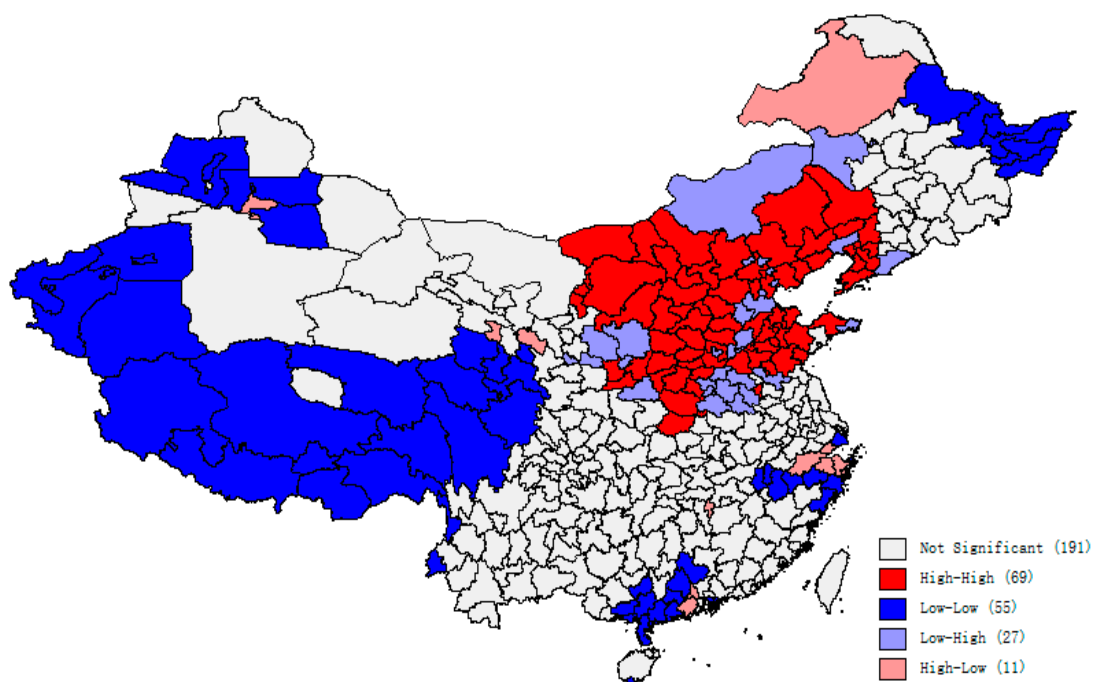 Not Significant (191)
High-High (69)
Low-Low (55)
Low-High (27)
High-Low (11)